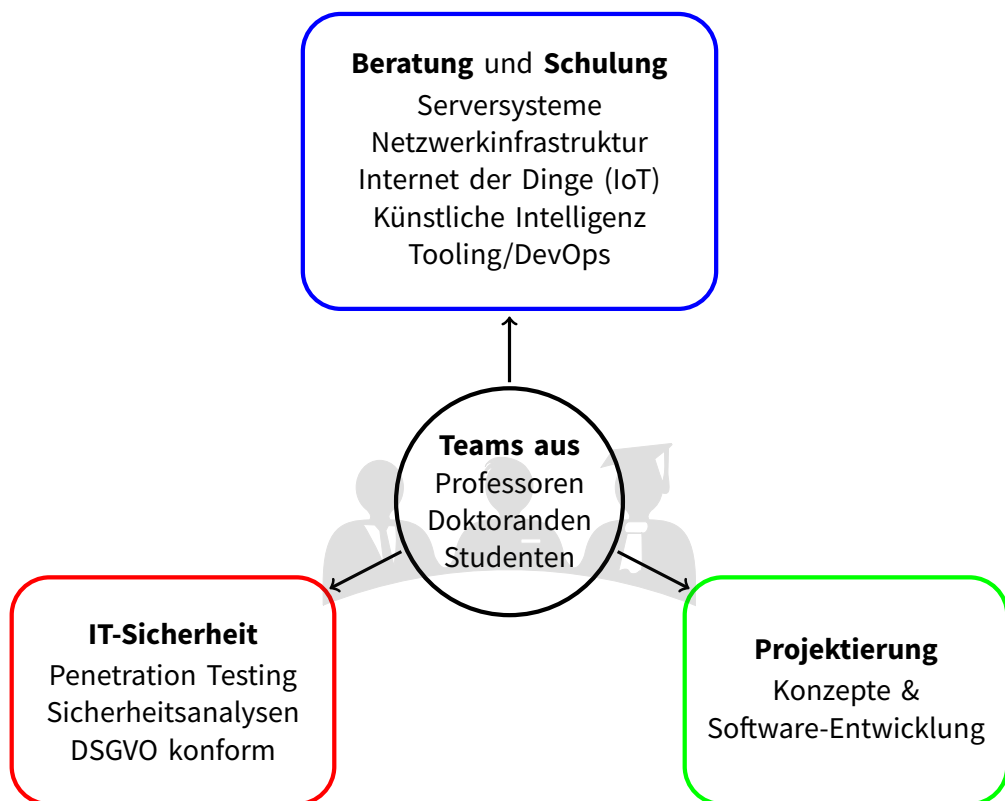 Beratung und Schulung
Serversysteme
Netzwerkinfrastruktur
Internet der Dinge (IoT)
Künstliche Intelligenz
Tooling/DevOps
Teams aus
Professoren
Doktoranden
Studenten
IT-Sicherheit
Penetration Testing
Sicherheitsanalysen
DSGVO konform
Projektierung
Konzepte &
Software-Entwicklung